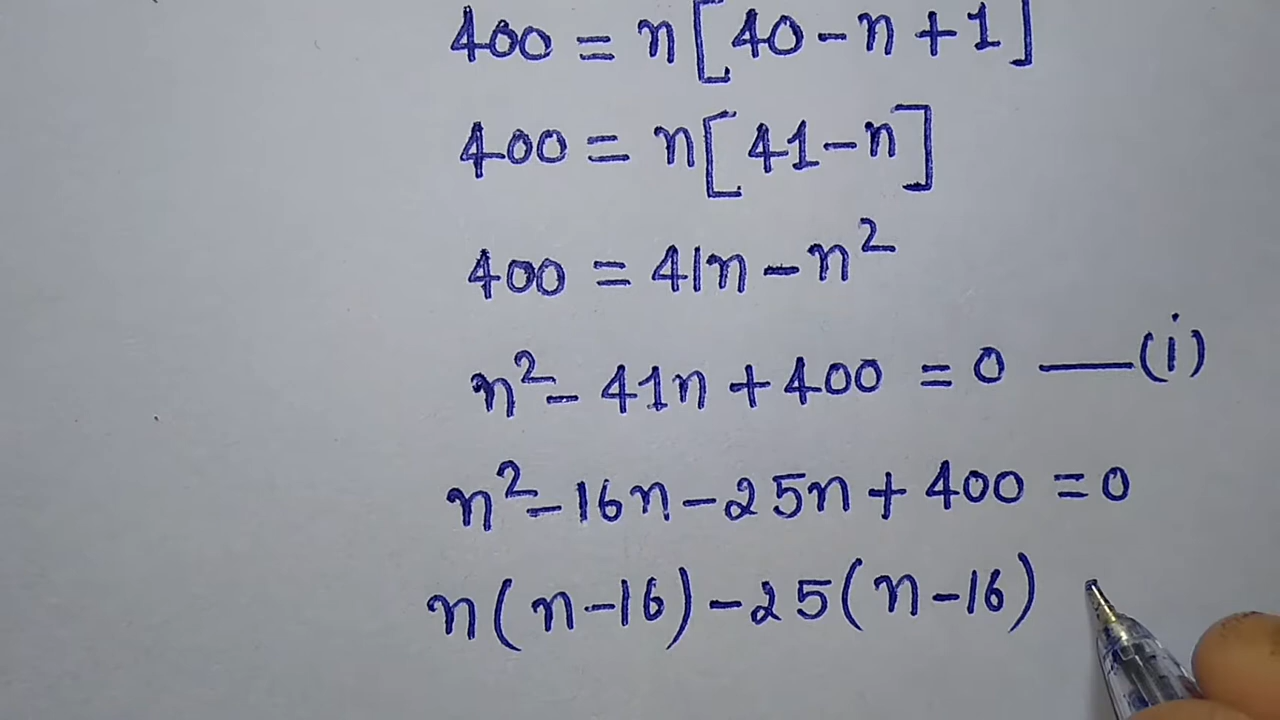 400 = n[40-n+1]
400 = n[41-n]
400 = 41n-n²
n²-41n+400 = 0 —(i)
n²-16n-25n+400 =0
n(n-16)-25(n-16)